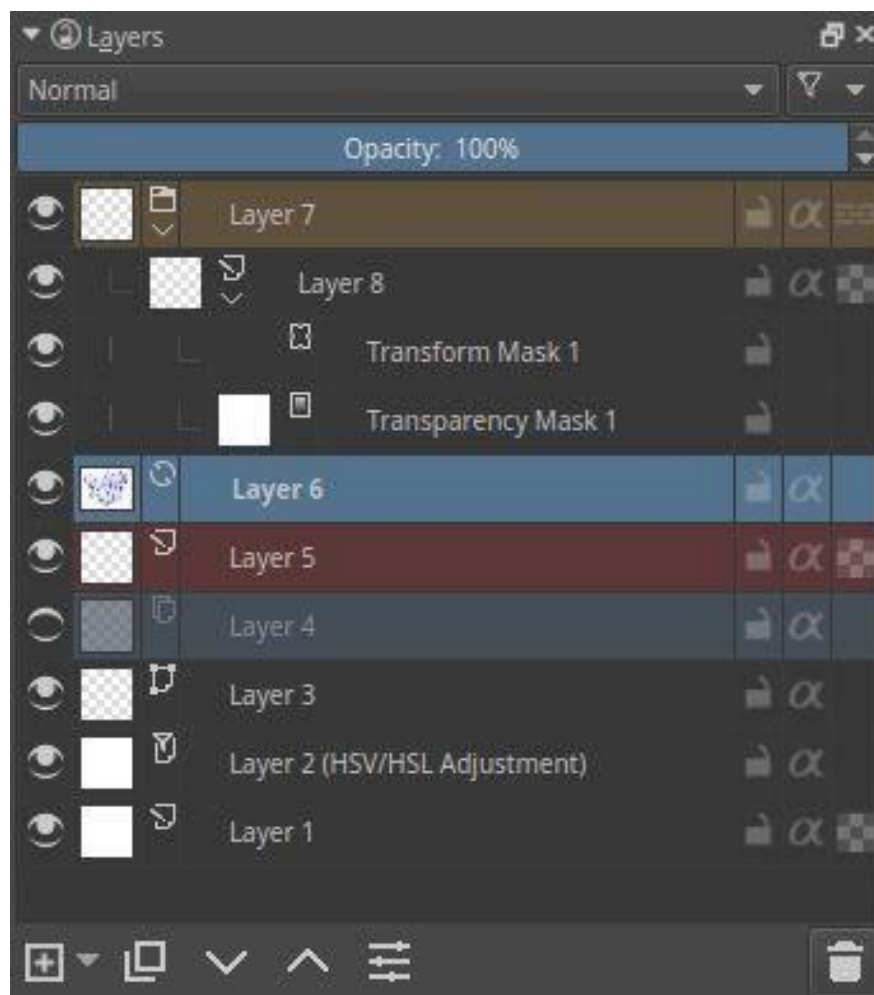 Layers
Normal
Opacity: 100%
Layer 7
Layer 8
Transform Mask 1
Transparency Mask 1
Layer 6
Layer 5
Layer 4
Layer 3
Layer 2 (HSV/HSL Adjustment)
Layer 1